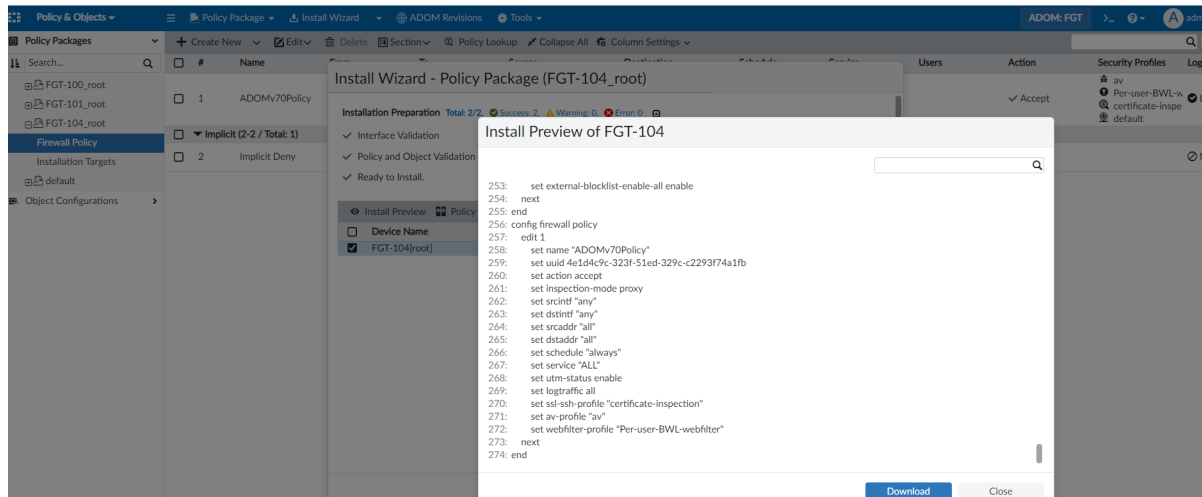 Policy & Objects
Policy Package
Install Wizard
ADOM Revisions
Tools
ADOM: FGT
>_
A adm
Policy Packages
Create New
Edit
Delete
Section
Policy Lookup
Collapse All
Column Settings
Search...
FGT-100_root
FGT-101_root
FGT-104_root
Firewall Policy
Installation Targets
default
Object Configurations
# Name Users Action Security Profiles Log
1 ADOMv70Policy Accept
av
Per-user-BWL-w
certificate-inspe
default
Implicit (2-2 / Total: 1)
2 Implicit Deny
Install Wizard - Policy Package (FGT-104_root)
Installation Preparation Total: 2/2, Success: 2, Warning: 0, Error: 0
Interface Validation
Policy and Object Validation
Ready to Install.
Install Preview Policy
Device Name
FGT-104[root]
Install Preview of FGT-104
253: set external-blocklist-enable-all enable
254: next
255: end
256: config firewall policy
257: edit 1
258: set name "ADOMv70Policy"
259: set uuid 4e1d4c9c-323f-51ed-329c-c2293f74a1fb
260: set action accept
261: set inspection-mode proxy
262: set srcintf "any"
263: set dstintf "any"
264: set srcaddr "all"
265: set dstaddr "all"
266: set schedule "always"
267: set service "ALL"
268: set utm-status enable
269: set logtraffic all
270: set ssl-ssh-profile "certificate-inspection"
271: set av-profile "av"
272: set webfilter-profile "Per-user-BWL-webfilter"
273: next
274: end
Download
Close